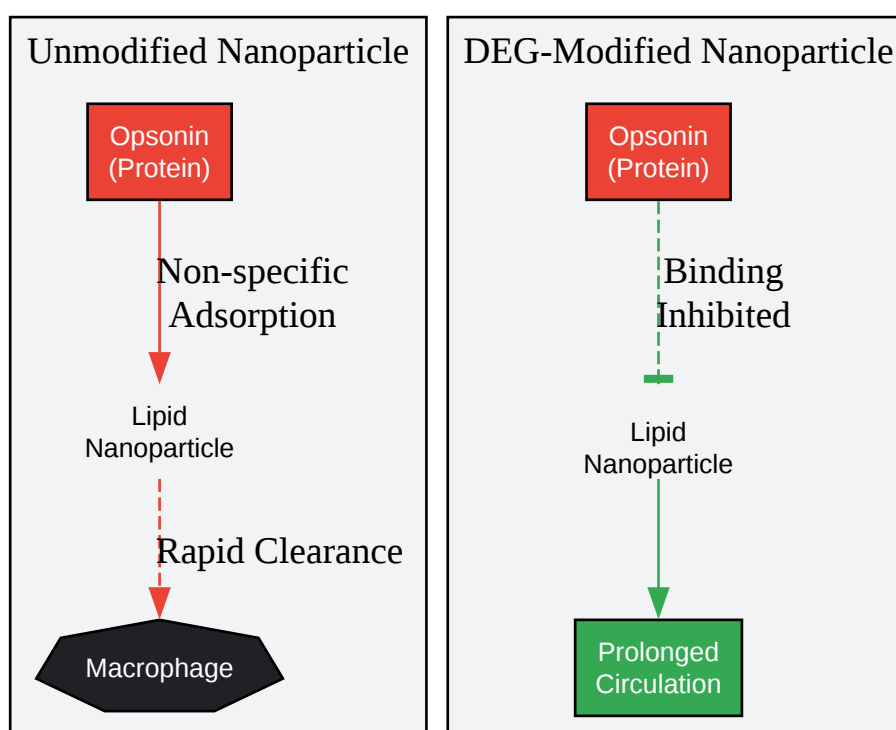 Unmodified Nanoparticle
Opsonin
(Protein)
Non-specific
Adsorption
Lipid
Nanoparticle
Rapid Clearance
Macrophage
DEG-Modified Nanoparticle
Opsonin
(Protein)
Binding
Inhibited
Lipid
Nanoparticle
Prolonged
Circulation